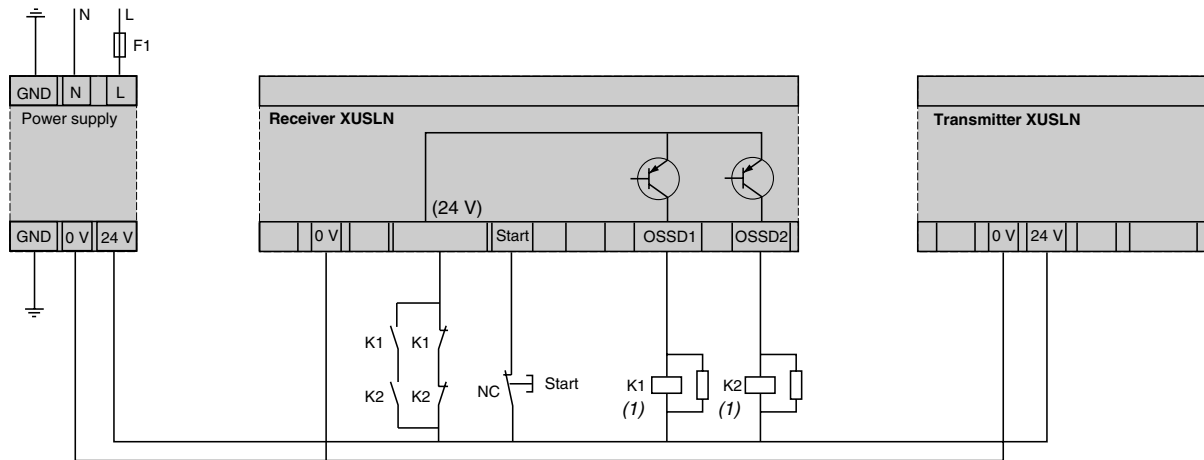 N L
F1
GND N L
Power supply
Receiver XUSLN
Transmitter XUSLN
(24 V)
GND 0 V 24 V
0 V Start OSSD1 OSSD2
0 V 24 V
K1 K1
K2 K2
NC Start
K1 K2
(1) (1)